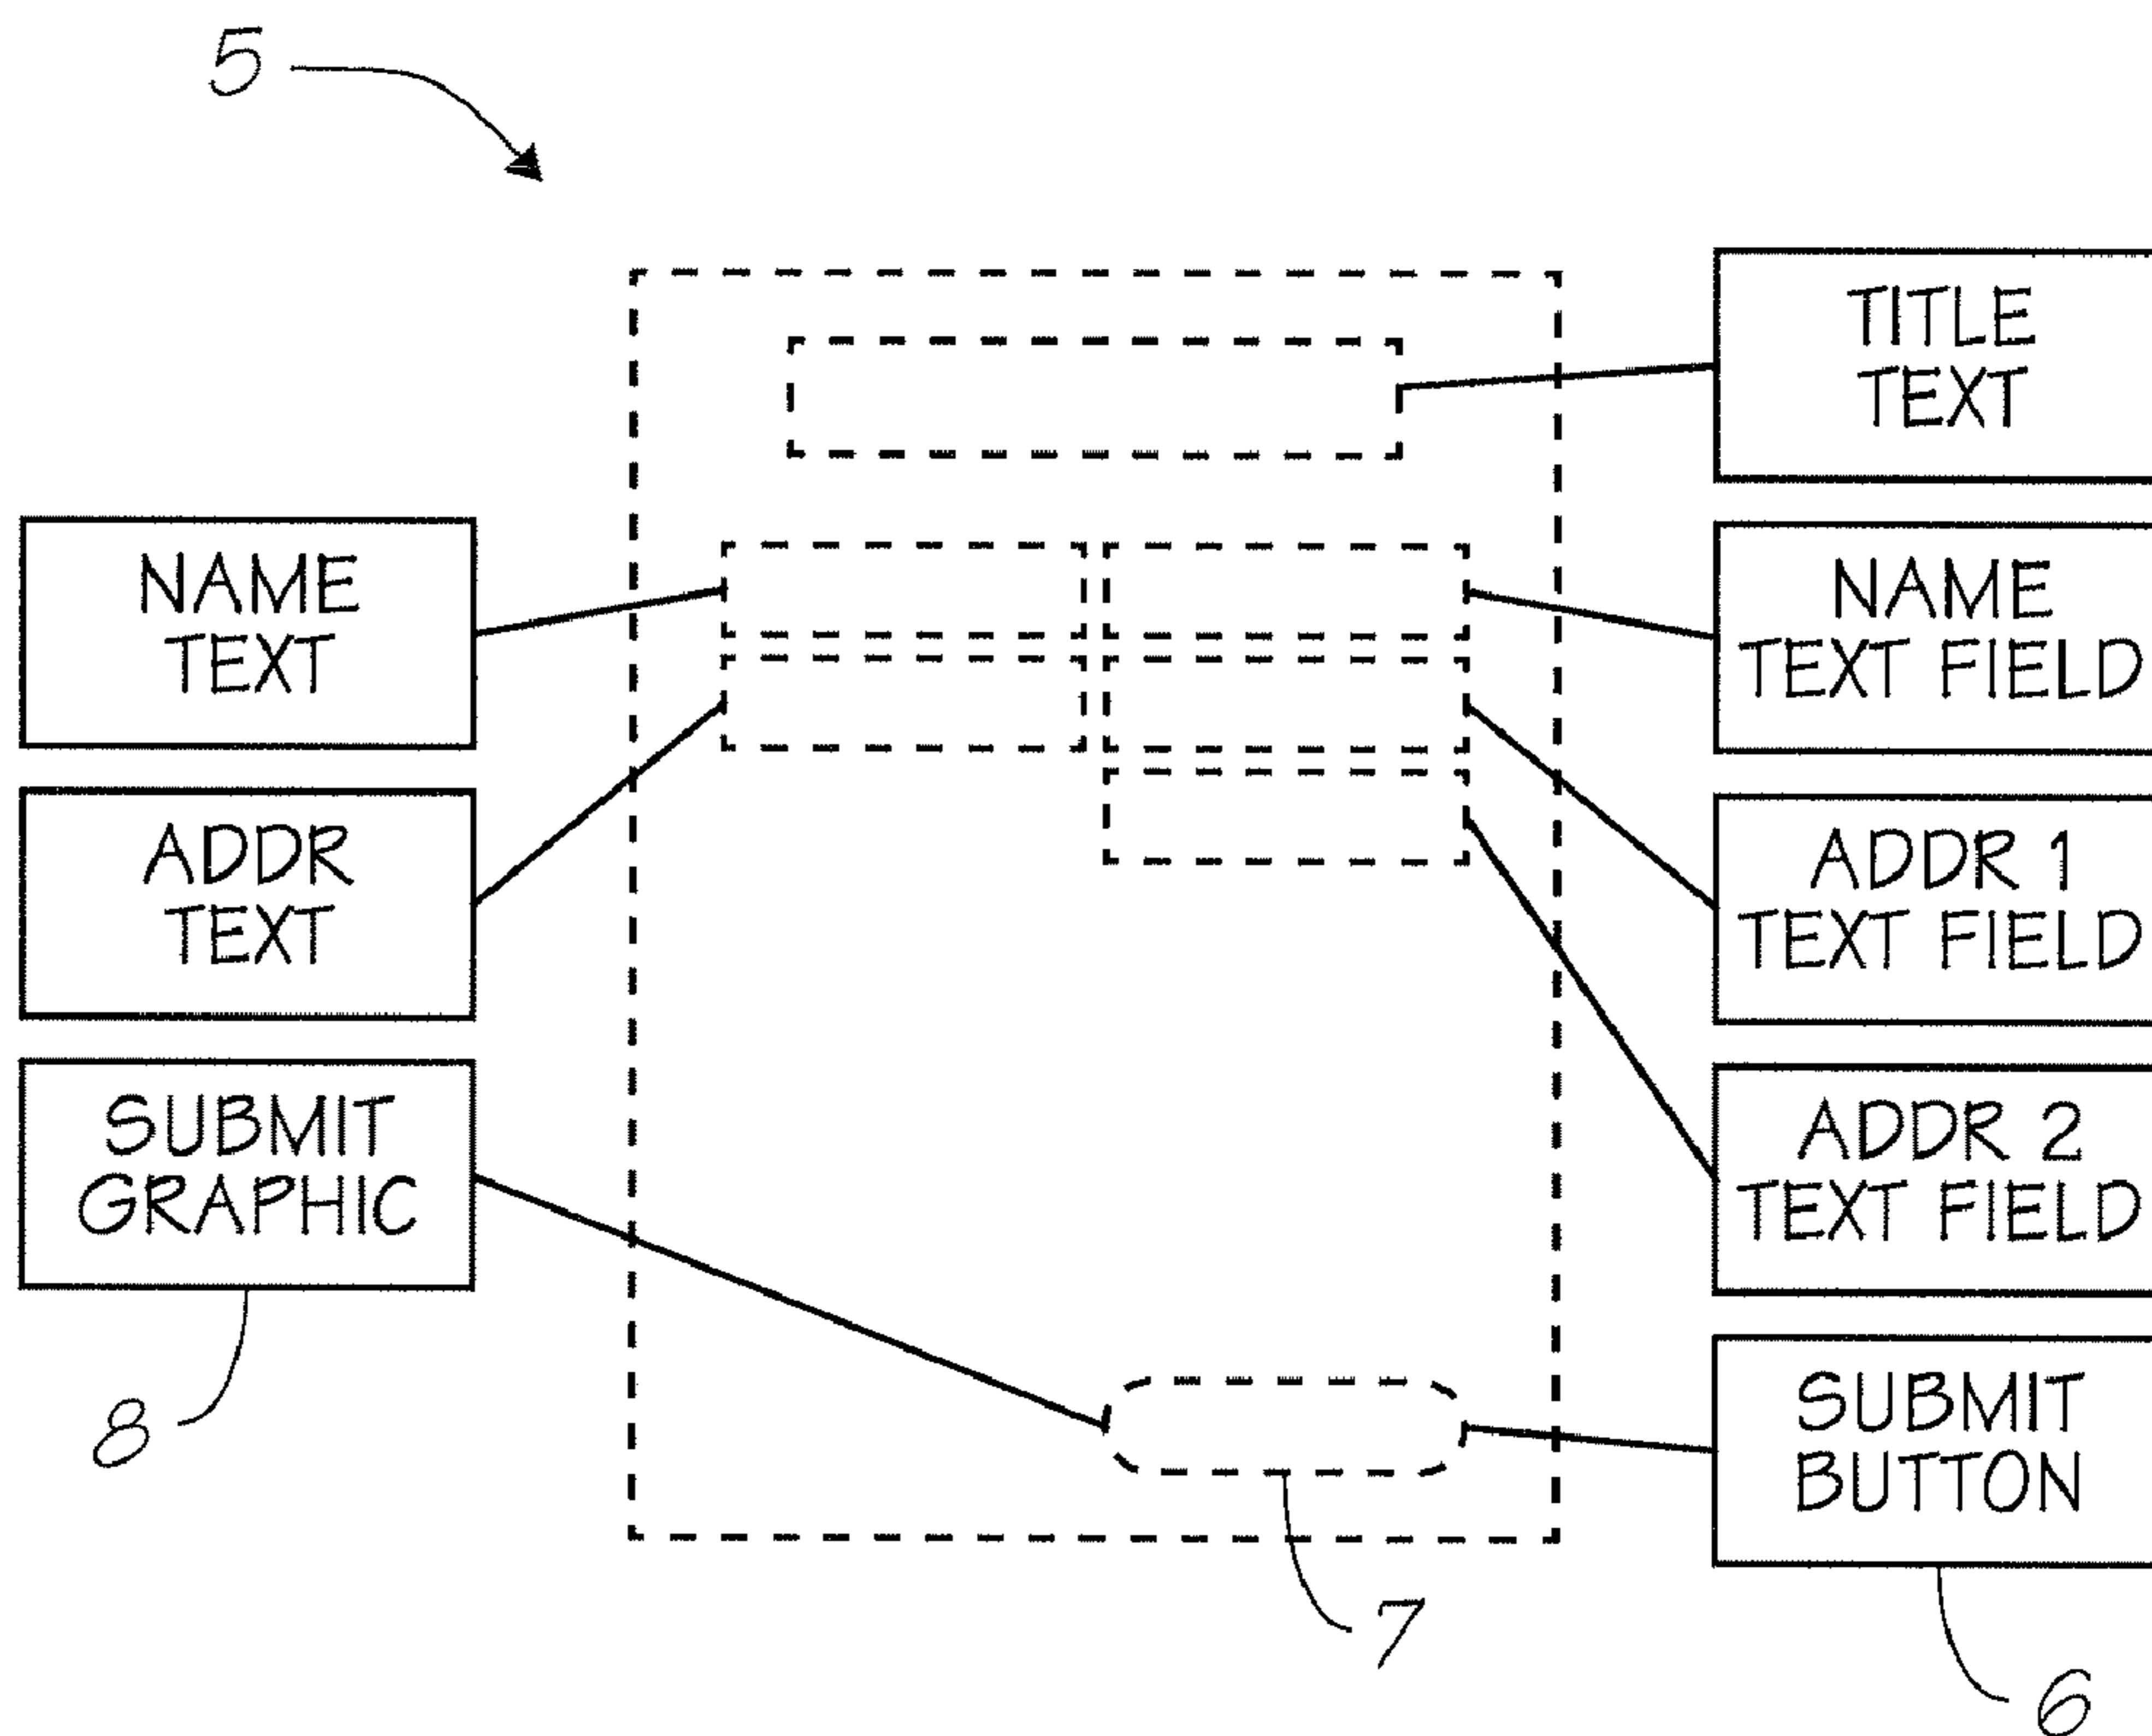 5
TITLE
TEXT
NAME
TEXT
NAME
TEXT FIELD
ADDR
TEXT
ADDR 1
TEXT FIELD
SUBMIT
GRAPHIC
ADDR 2
TEXT FIELD
8
SUBMIT
BUTTON
7
6